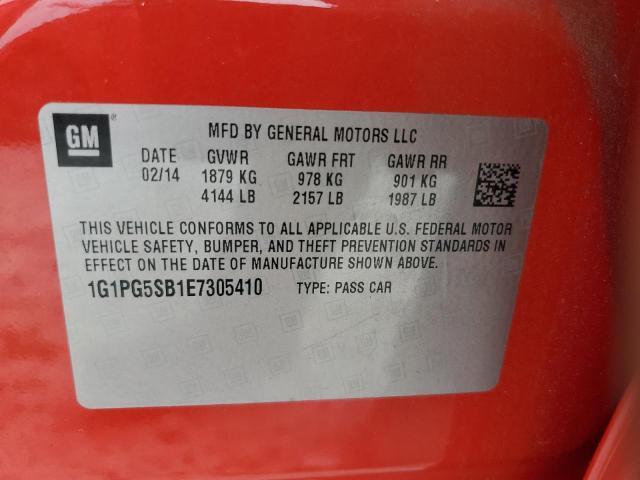 GM®
MFD BY GENERAL MOTORS LLC
DATE GVWR GAWR FRT GAWR RR
02/14 1879 KG 978 KG 901 KG
4144 LB 2157 LB 1987 LB
THIS VEHICLE CONFORMS TO ALL APPLICABLE U.S. FEDERAL MOTOR
VEHICLE SAFETY, BUMPER, AND THEFT PREVENTION STANDARDS IN
EFFECT ON THE DATE OF MANUFACTURE SHOWN ABOVE.
1G1PG5SB1E7305410 TYPE: PASS CAR